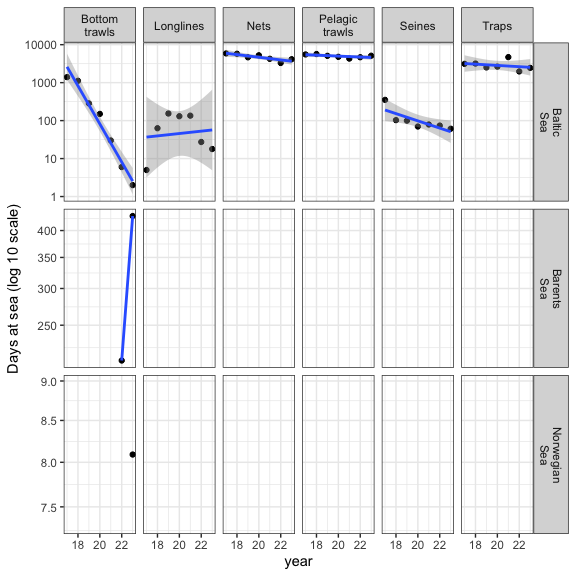 Bottom
trawls
Longlines
Nets
Pelagic
trawls
Seines
Traps
10000
1000
100
10
1
Baltic
Sea
400
350
300
250
Barents
Sea
9.0
8.5
8.0
7.5
Norwegian
Sea
18 20 22 18 20 22 18 20 22 18 20 22 18 20 22 18 20 22
year
Days at sea (log 10 scale)